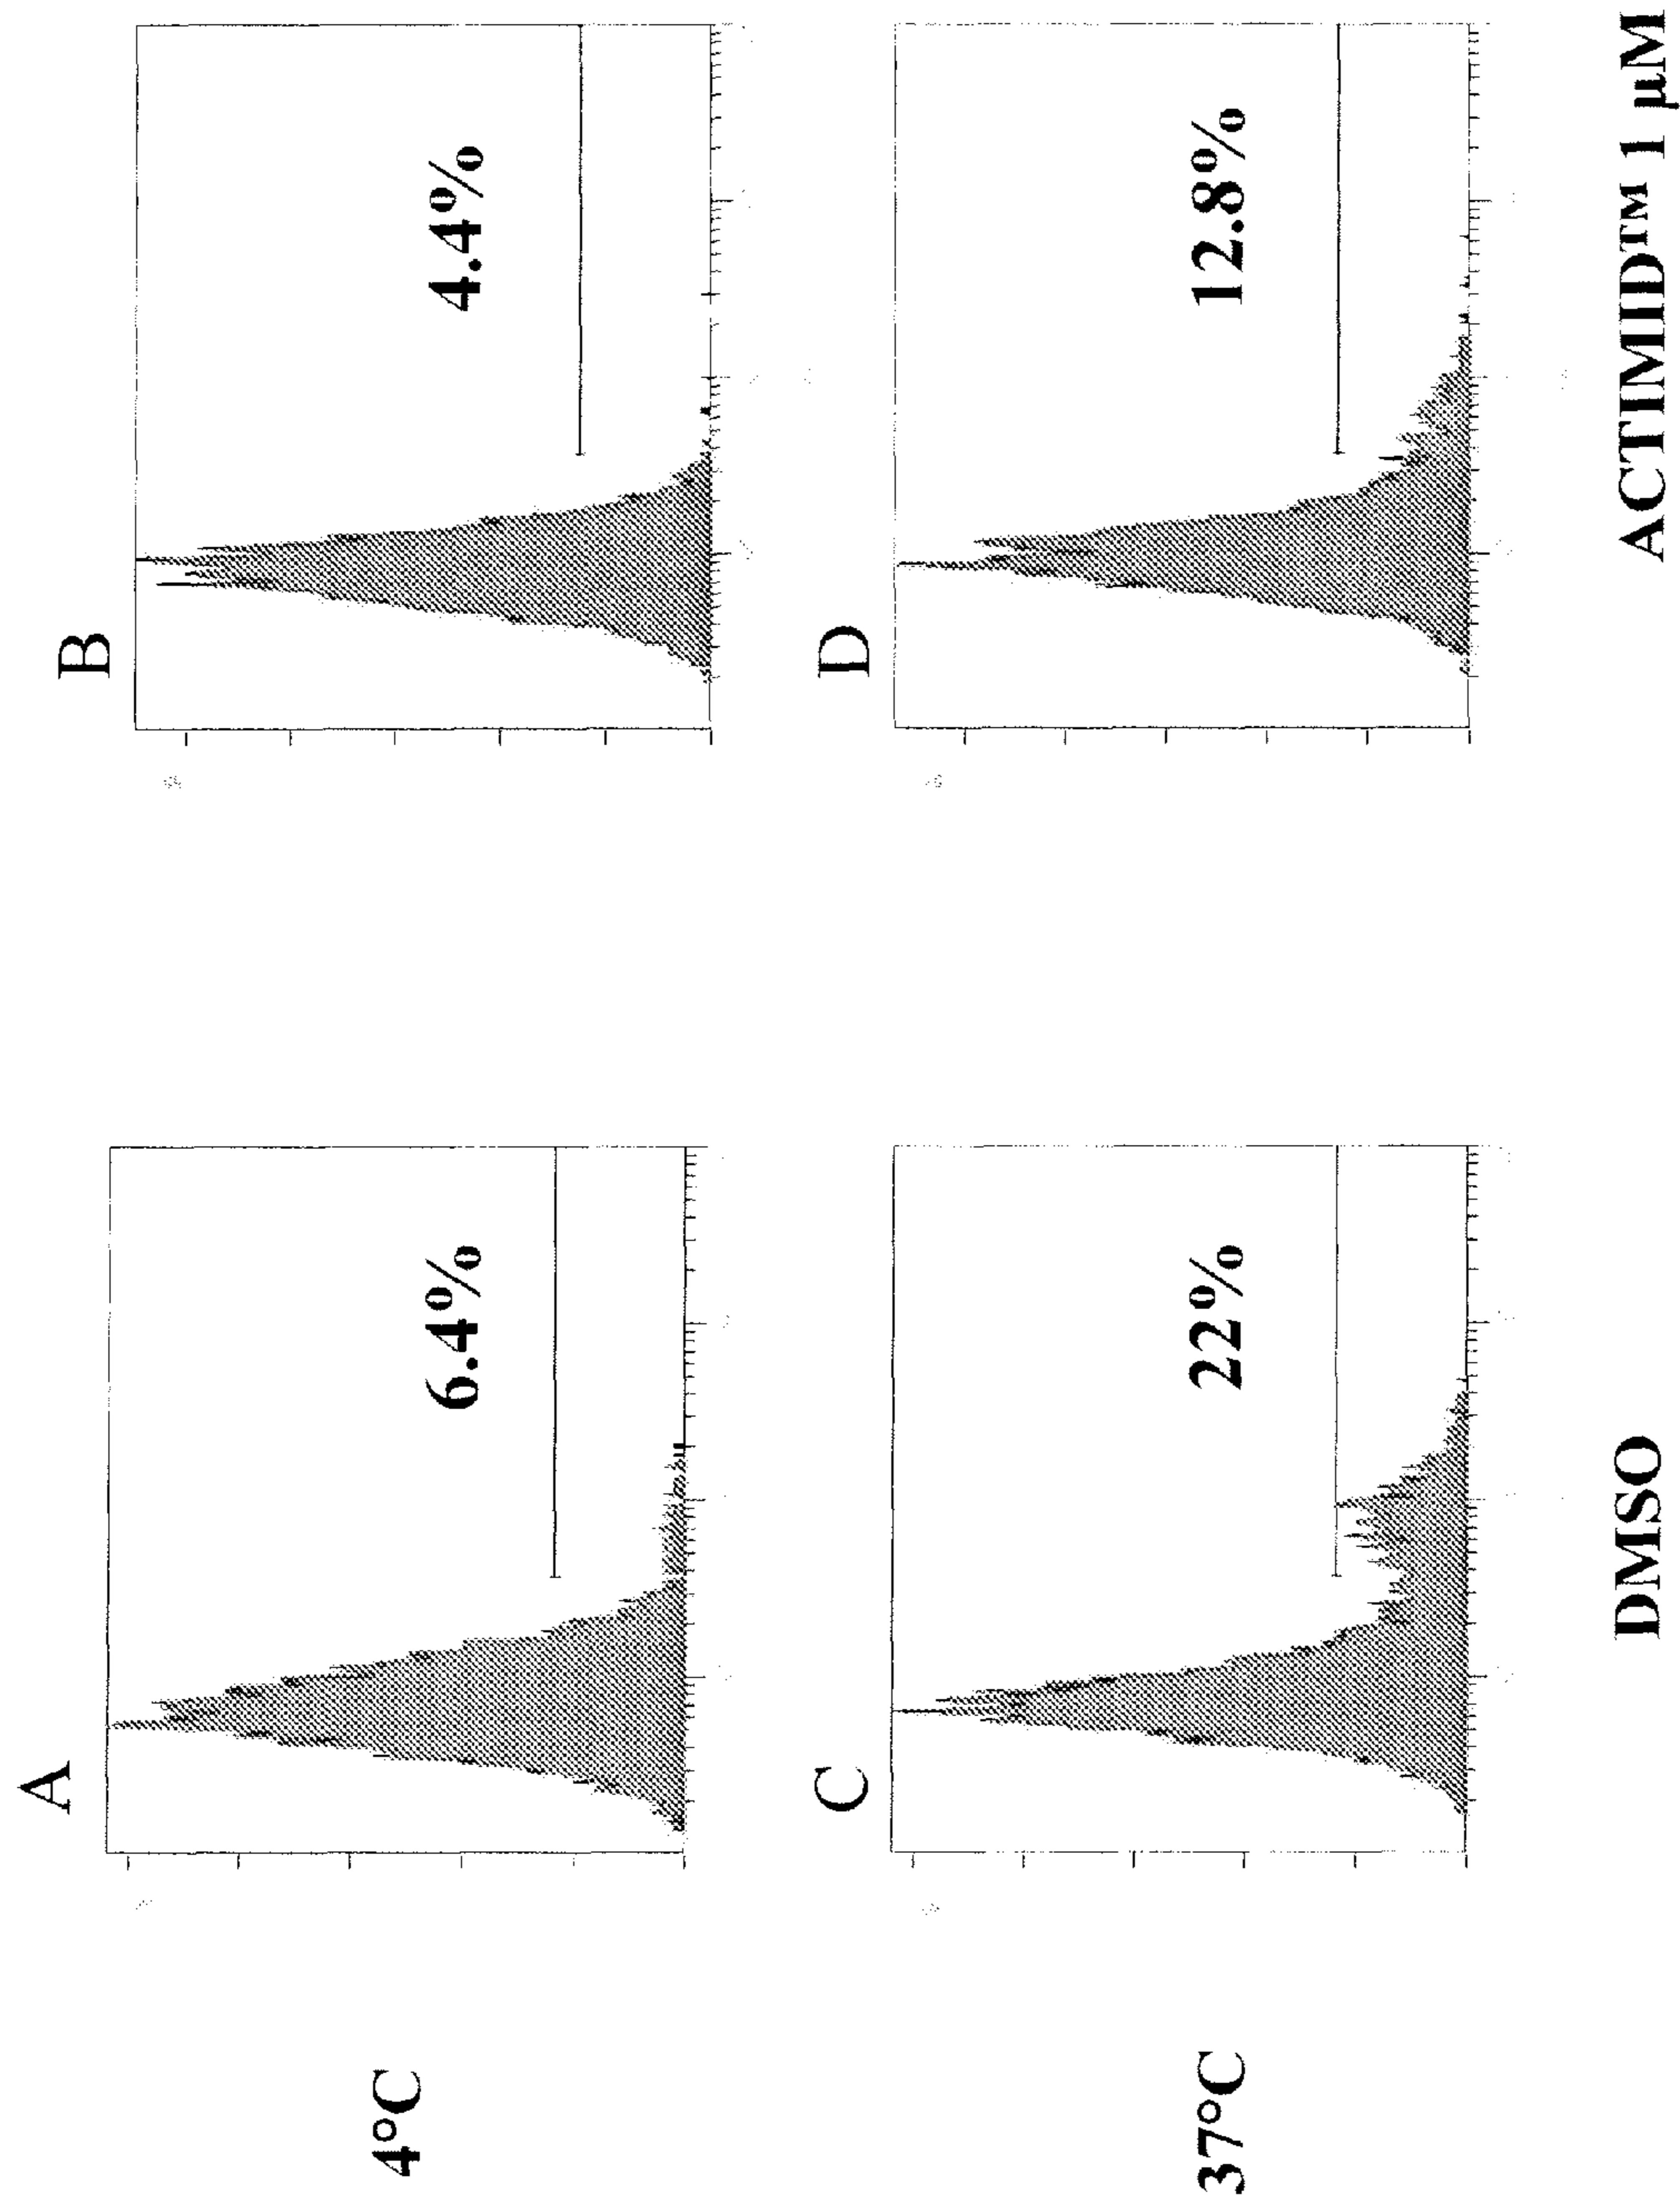 A
B
4°C
6.4%
4.4%
C
D
37°C
22%
12.8%
DMSO
ACTIMID™ 1 µM